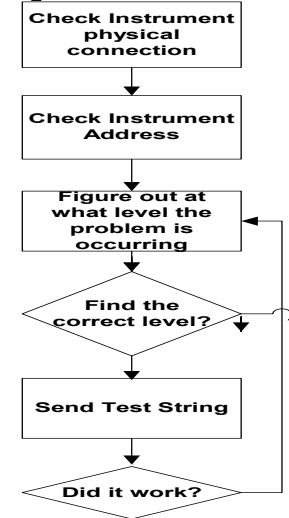 Check Instrument
physical
connection
Check Instrument
Address
Figure out at
what level the
problem is
occurring
Find the
correct level?
Send Test String
Did it work?